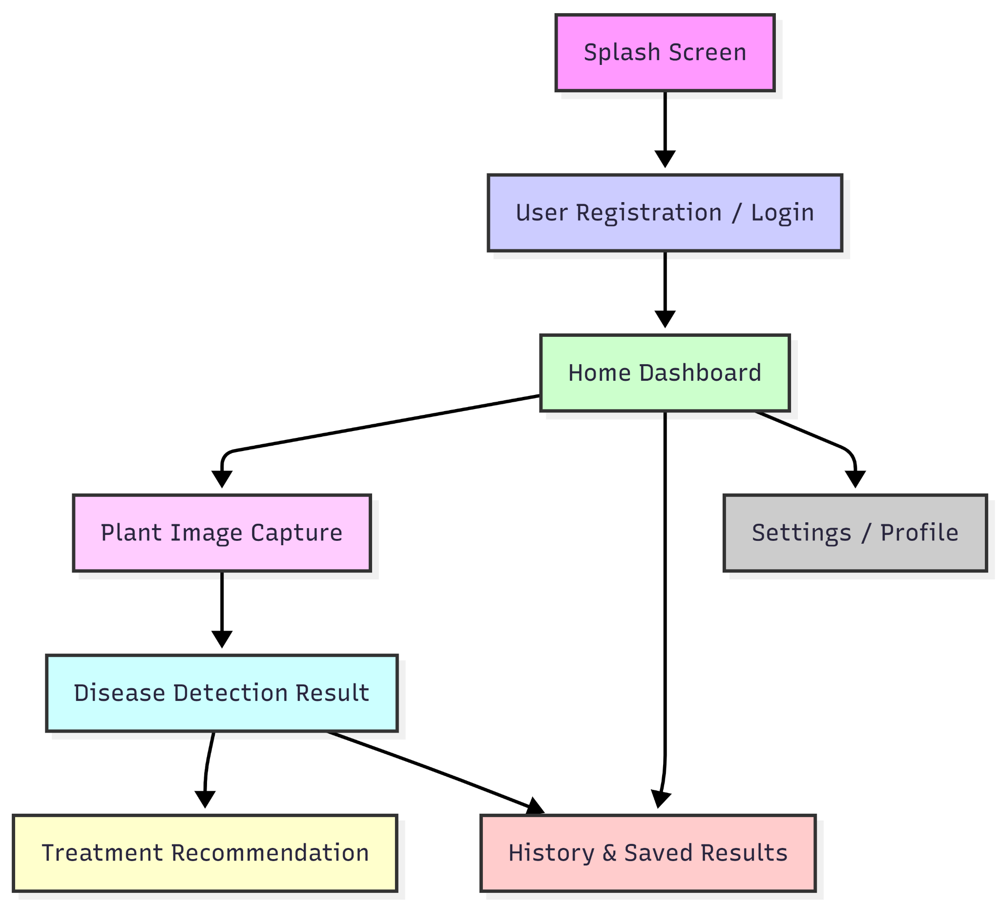 Splash Screen
User Registration / Login
Home Dashboard
Plant Image Capture
Settings / Profile
Disease Detection Result
Treatment Recommendation
History & Saved Results